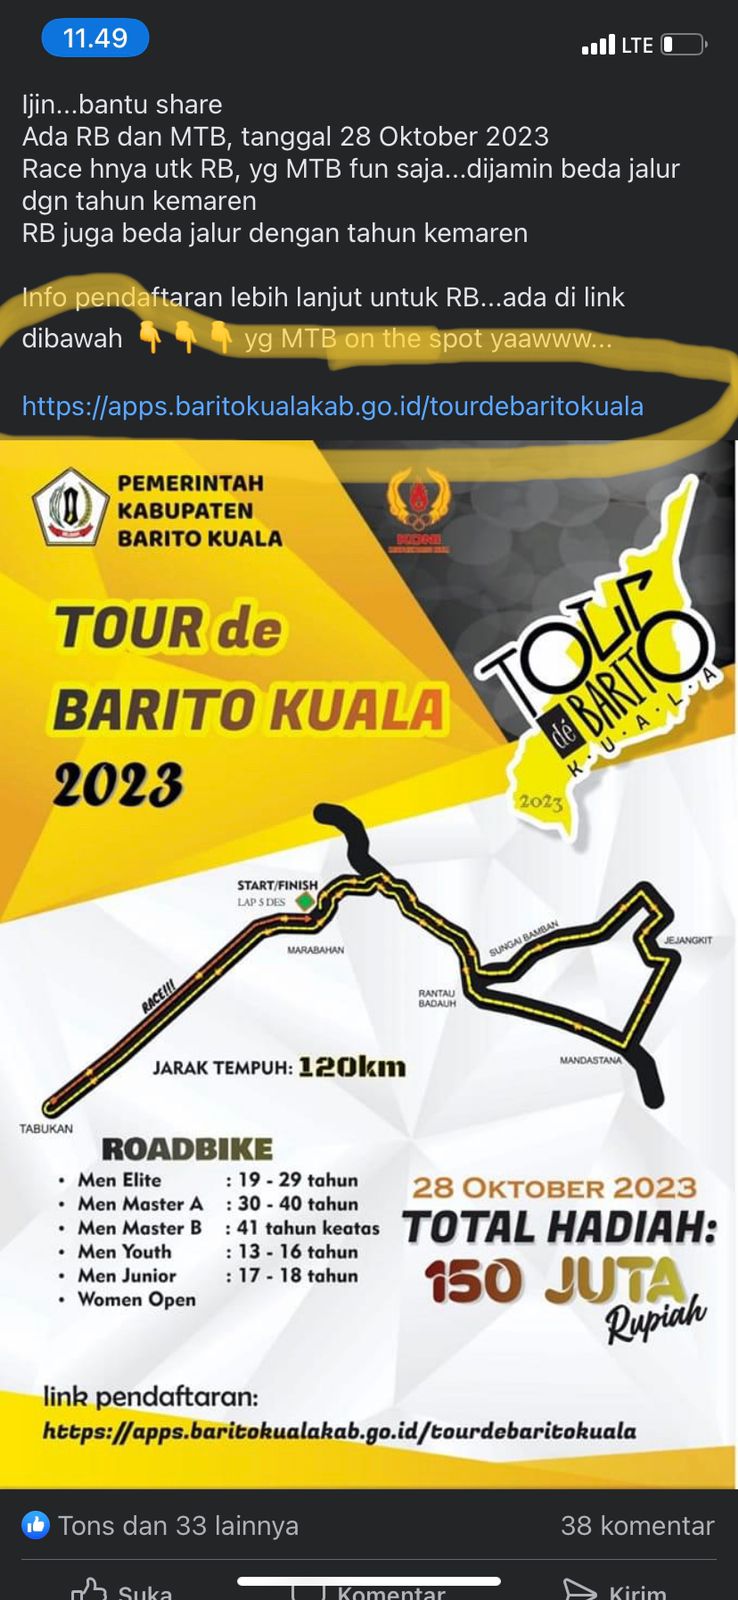 11.49
LTE
Ijin...bantu share
Ada RB dan MTB, tanggal 28 Oktober 2023
Race hnya utk RB, yg MTB fun saja...dijamin beda jalur
dgn tahun kemaren
RB juga beda jalur dengan tahun kemaren
Info pendaftaran lebih lanjut untuk RB...ada di link
dibawah 👇👇👇 yg MTB on the spot yaawww...
https://apps.baritokualakab.go.id/tourdebaritokuala
PEMERINTAH
KABUPATEN
BARITO KUALA
KONI
TOUR de
BARITO KUALA
2023
TOUR
dé BARITO
K·U·A·L·A
2023
START/FINISH
LAP 5 DES
MARABAHAN
SUNGAI BAMBAN
JEJANGKIT
RANTAU
BADAUH
RACE!!!
MANDASTANA
JARAK TEMPUH: 120km
TABUKAN
ROADBIKE
• Men Elite : 19 - 29 tahun
• Men Master A : 30 - 40 tahun
• Men Master B : 41 tahun keatas
• Men Youth : 13 - 16 tahun
• Men Junior : 17 - 18 tahun
• Women Open
28 OKTOBER 2023
TOTAL HADIAH:
150 JUTA
Rupiah
link pendaftaran:
https://apps.baritokualakab.go.id/tourdebaritokuala
Tons dan 33 lainnya
38 komentar
Suka
Komentar
Kirim